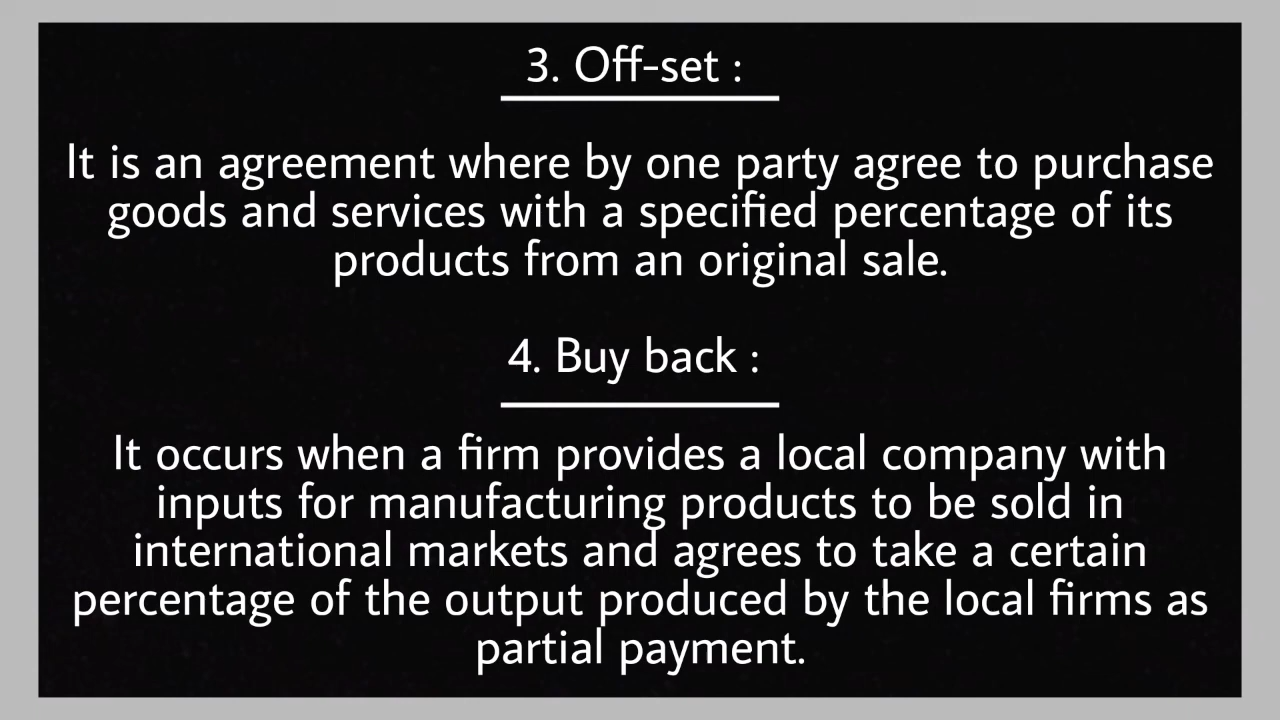 3. Off-set :
It is an agreement where by one party agree to purchase
goods and services with a specified percentage of its
products from an original sale.
4. Buy back :
It occurs when a firm provides a local company with
inputs for manufacturing products to be sold in
international markets and agrees to take a certain
percentage of the output produced by the local firms as
partial payment.